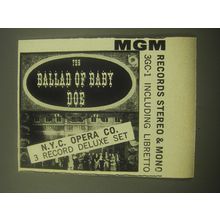 MGM
RECORDS STEREO & MONO
3GC-1 INCLUDING LIBRETTO
THE
BALLAD OF BABY
DOE
N.Y.C. OPERA CO.
3 RECORD DELUXE SET